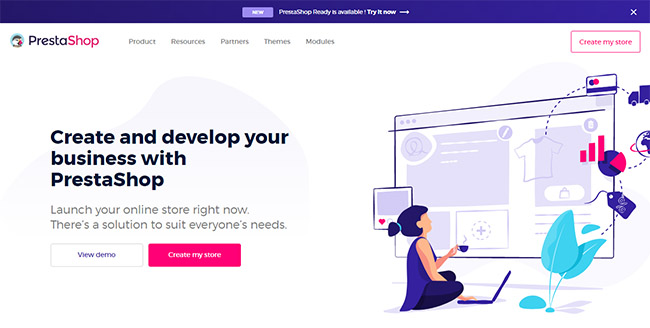 NEW PrestaShop Ready is available ! Try it now
PrestaShop Product Resources Partners Themes Modules Create my store
Create and develop your
business with
PrestaShop
Launch your online store right now.
There's a solution to suit everyone's needs.
View demo Create my store